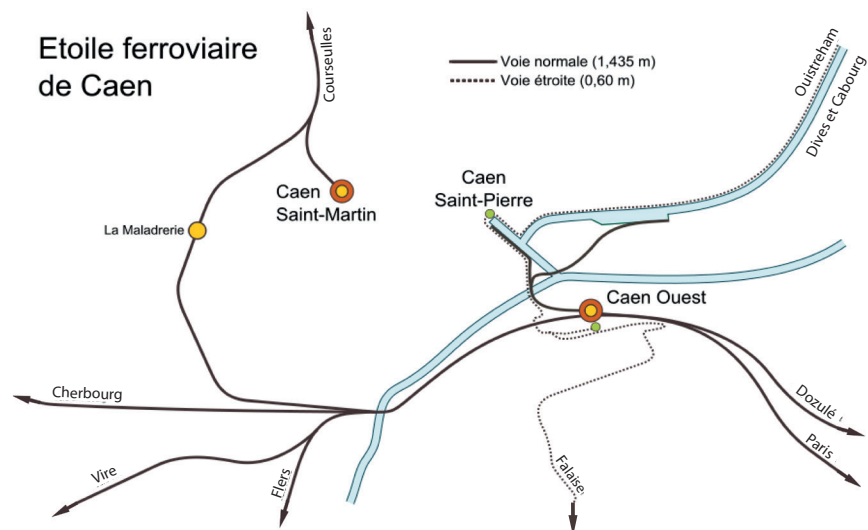 Etoile ferroviaire
de Caen
Courseulles
Voie normale (1,435 m)
Voie étroite (0,60 m)
Ouistreham
Dives et Cabourg
Caen
Saint-Martin
Caen
Saint-Pierre
La Maladrerie
Caen Ouest
Cherbourg
Vire
Flers
Falaise
Dozulé
Paris